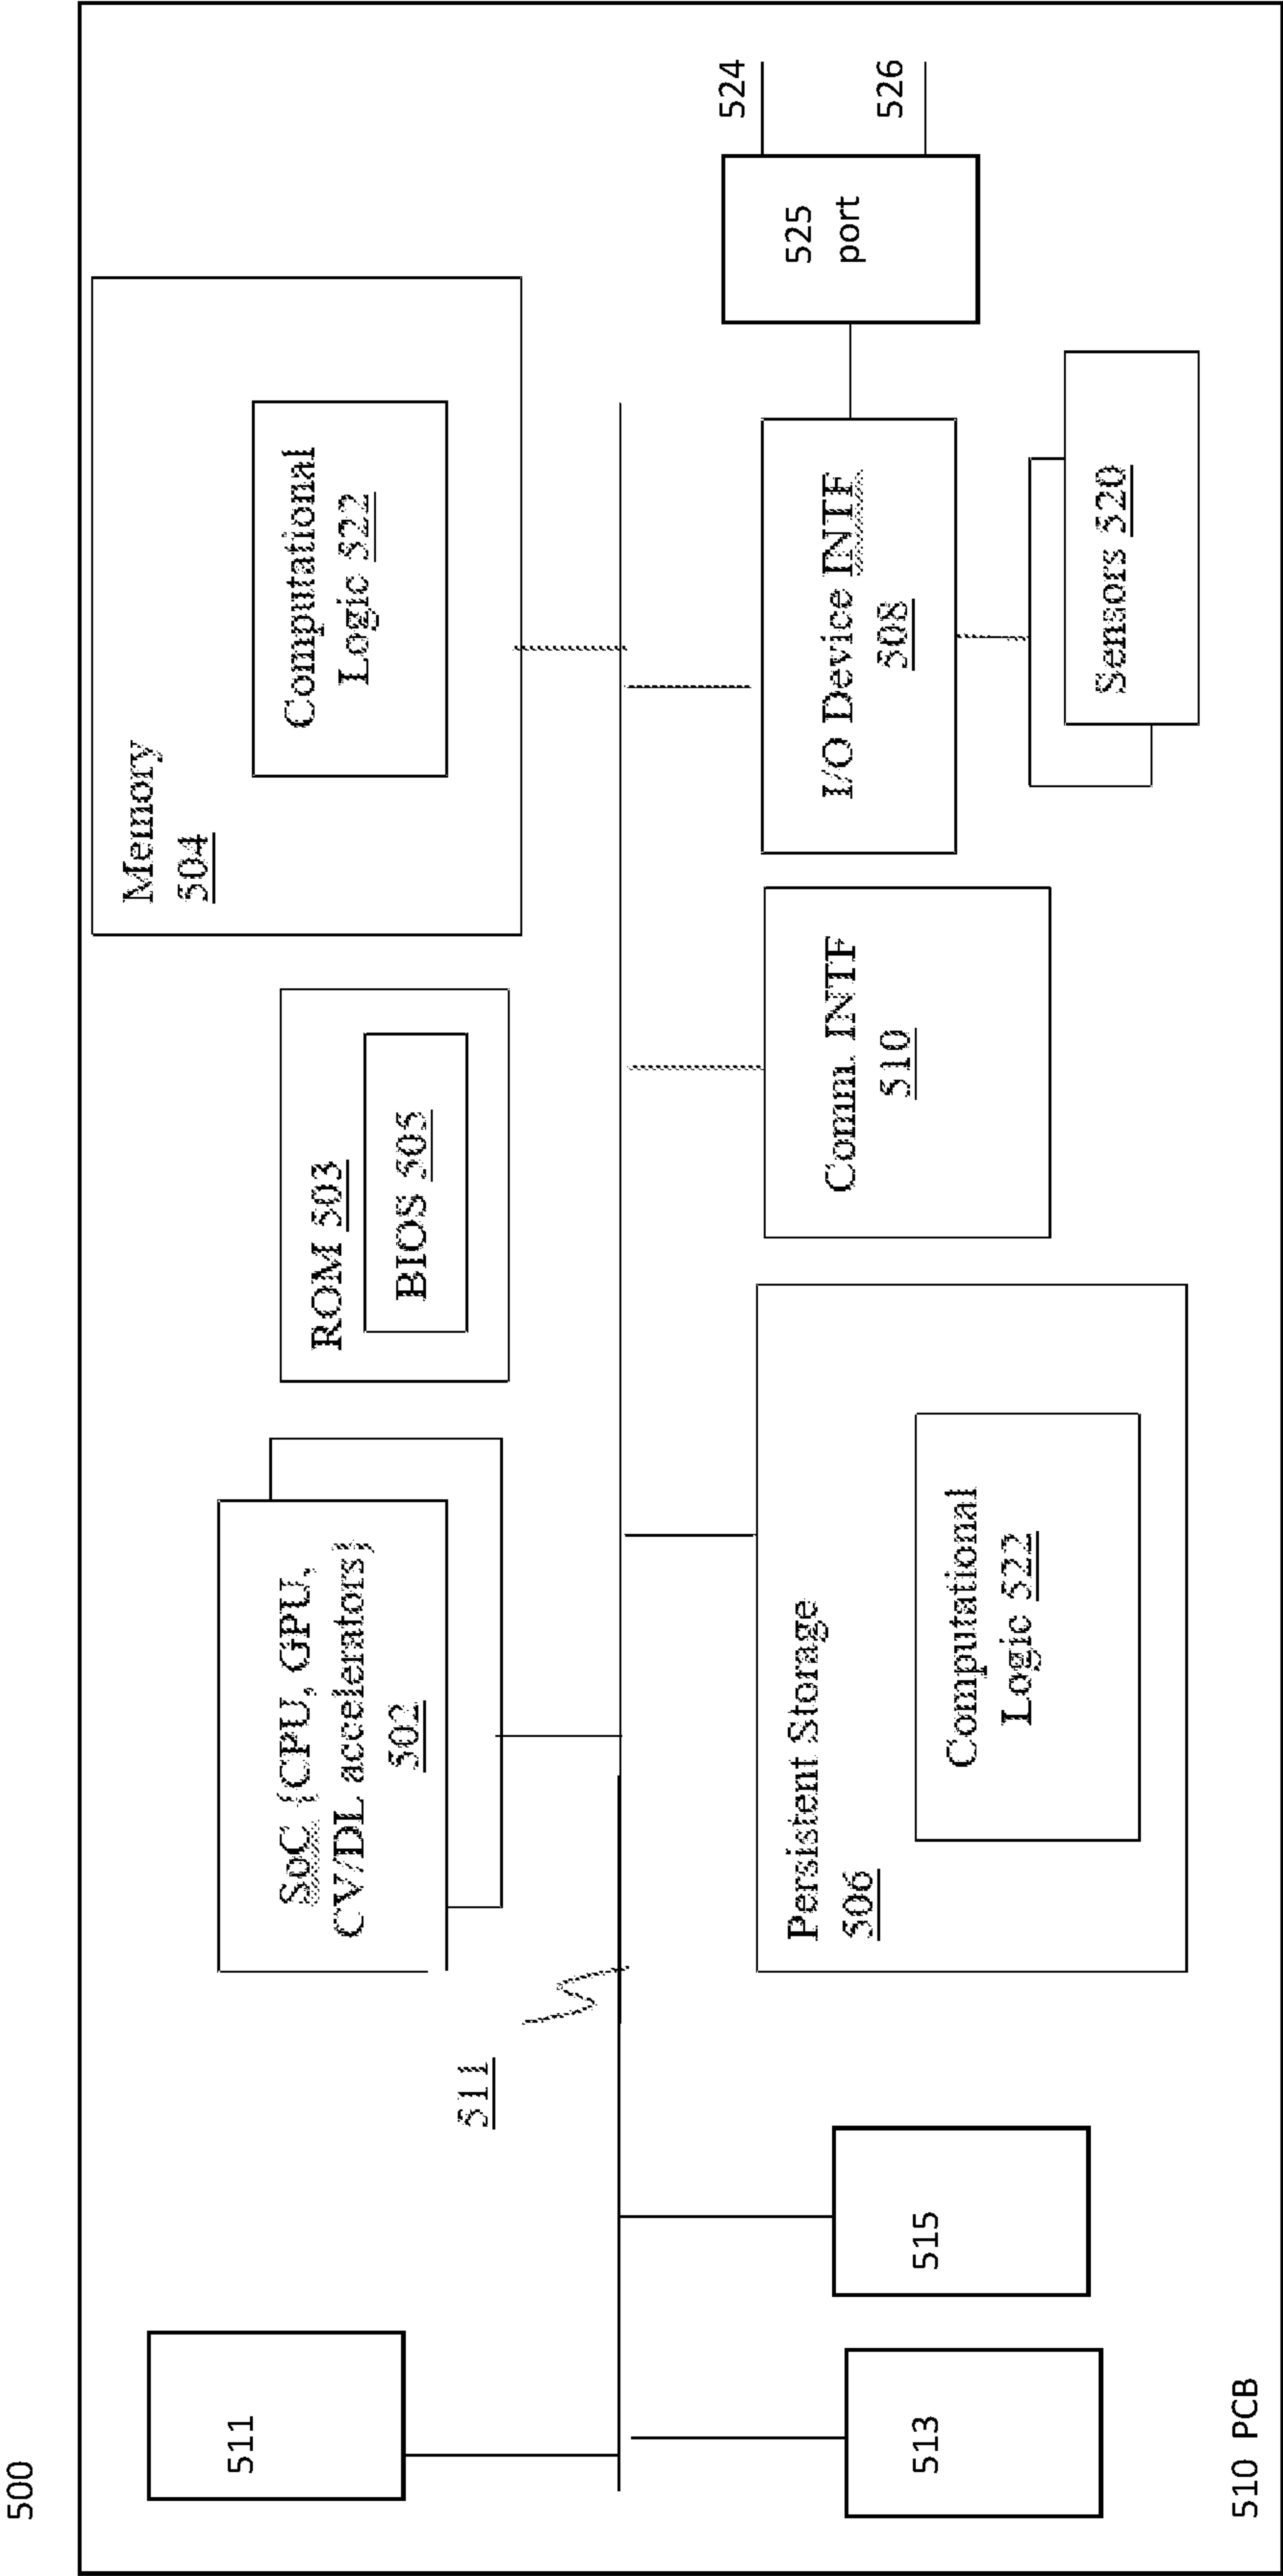 500
511
511
SoC (CPU, GPU,
CV/DL accelerators)
502
ROM 503
BIOS 505
Memory
504
Computational
Logic 522
513
515
Persistent Storage
506
Computational
Logic 522
Comm. INTF
510
I/O Device INTF
508
Sensors 520
525
port
524
526
510 PCB